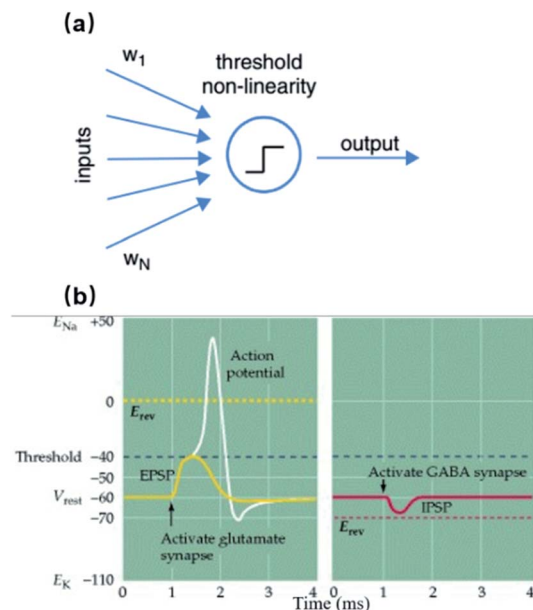 (a)
w1
threshold
non-linearity
inputs
output
wN
(b)
ENa +50
Action
potential
0
Erev
Threshold -40
-50
EPSP
Vrest -60
-70
Activate glutamate
synapse
EK -110
0 1 2 3 4
Activate GABA synapse
IPSP
Erev
0 1 2 3 4
Time (ms)